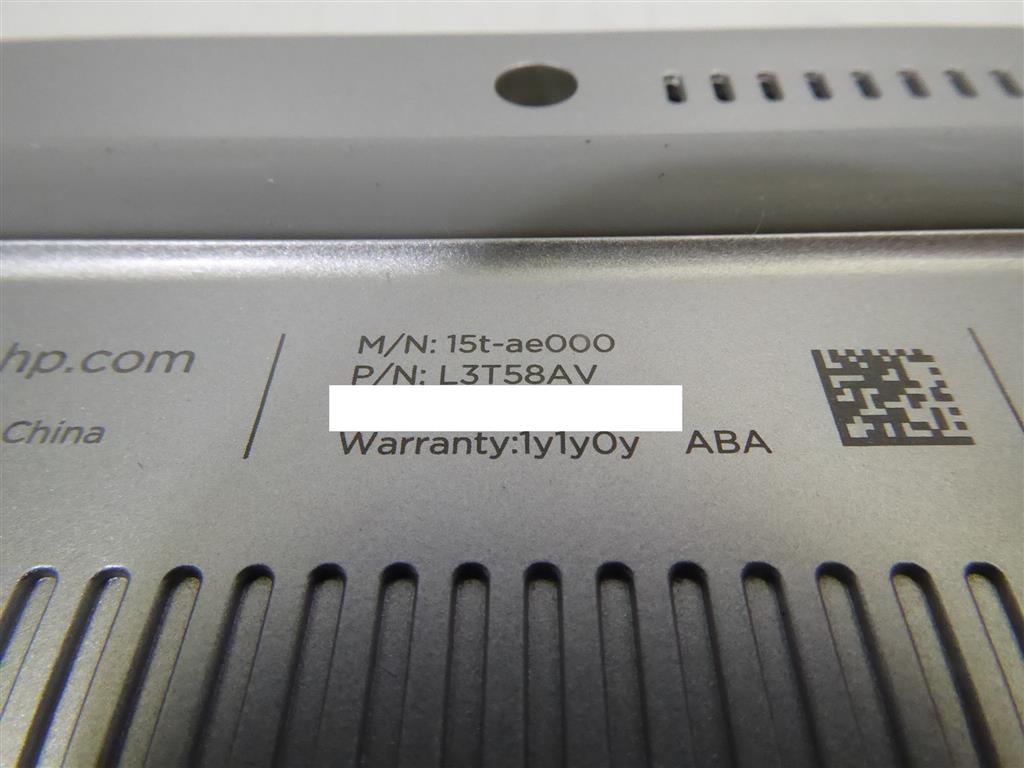 hp.com
China
M/N: 15t-ae000
P/N: L3T58AV
Warranty:1y1y0y ABA